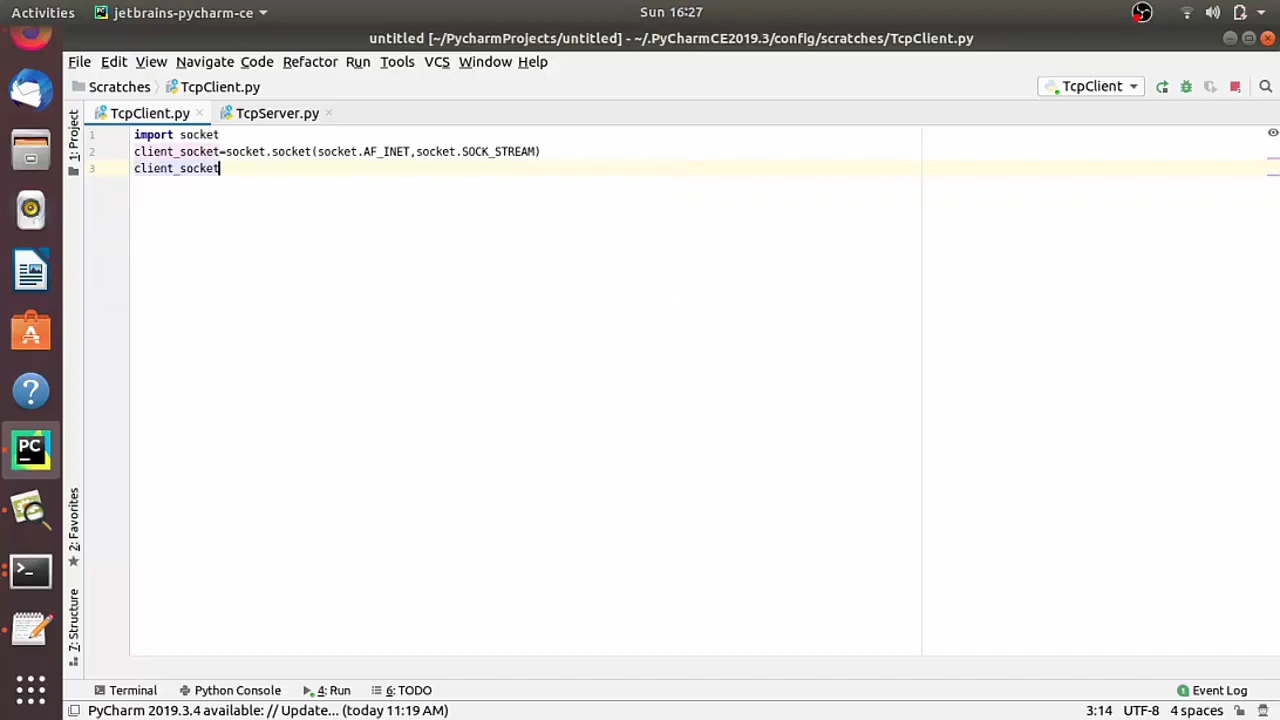 Activities jetbrains-pycharm-ce Sun 16:27
untitled [~/PycharmProjects/untitled] - ~/.PyCharmCE2019.3/config/scratches/TcpClient.py
File Edit View Navigate Code Refactor Run Tools VCS Window Help
Scratches TcpClient.py TcpClient
TcpClient.py TcpServer.py
1: Project
1 import socket
2 client_socket=socket.socket(socket.AF_INET,socket.SOCK_STREAM)
3 client_socket
2: Favorites
7: Structure
Terminal Python Console 4: Run 6: TODO 1 Event Log
PyCharm 2019.3.4 available: // Update... (today 11:19 AM) 3:14 UTF-8 4 spaces